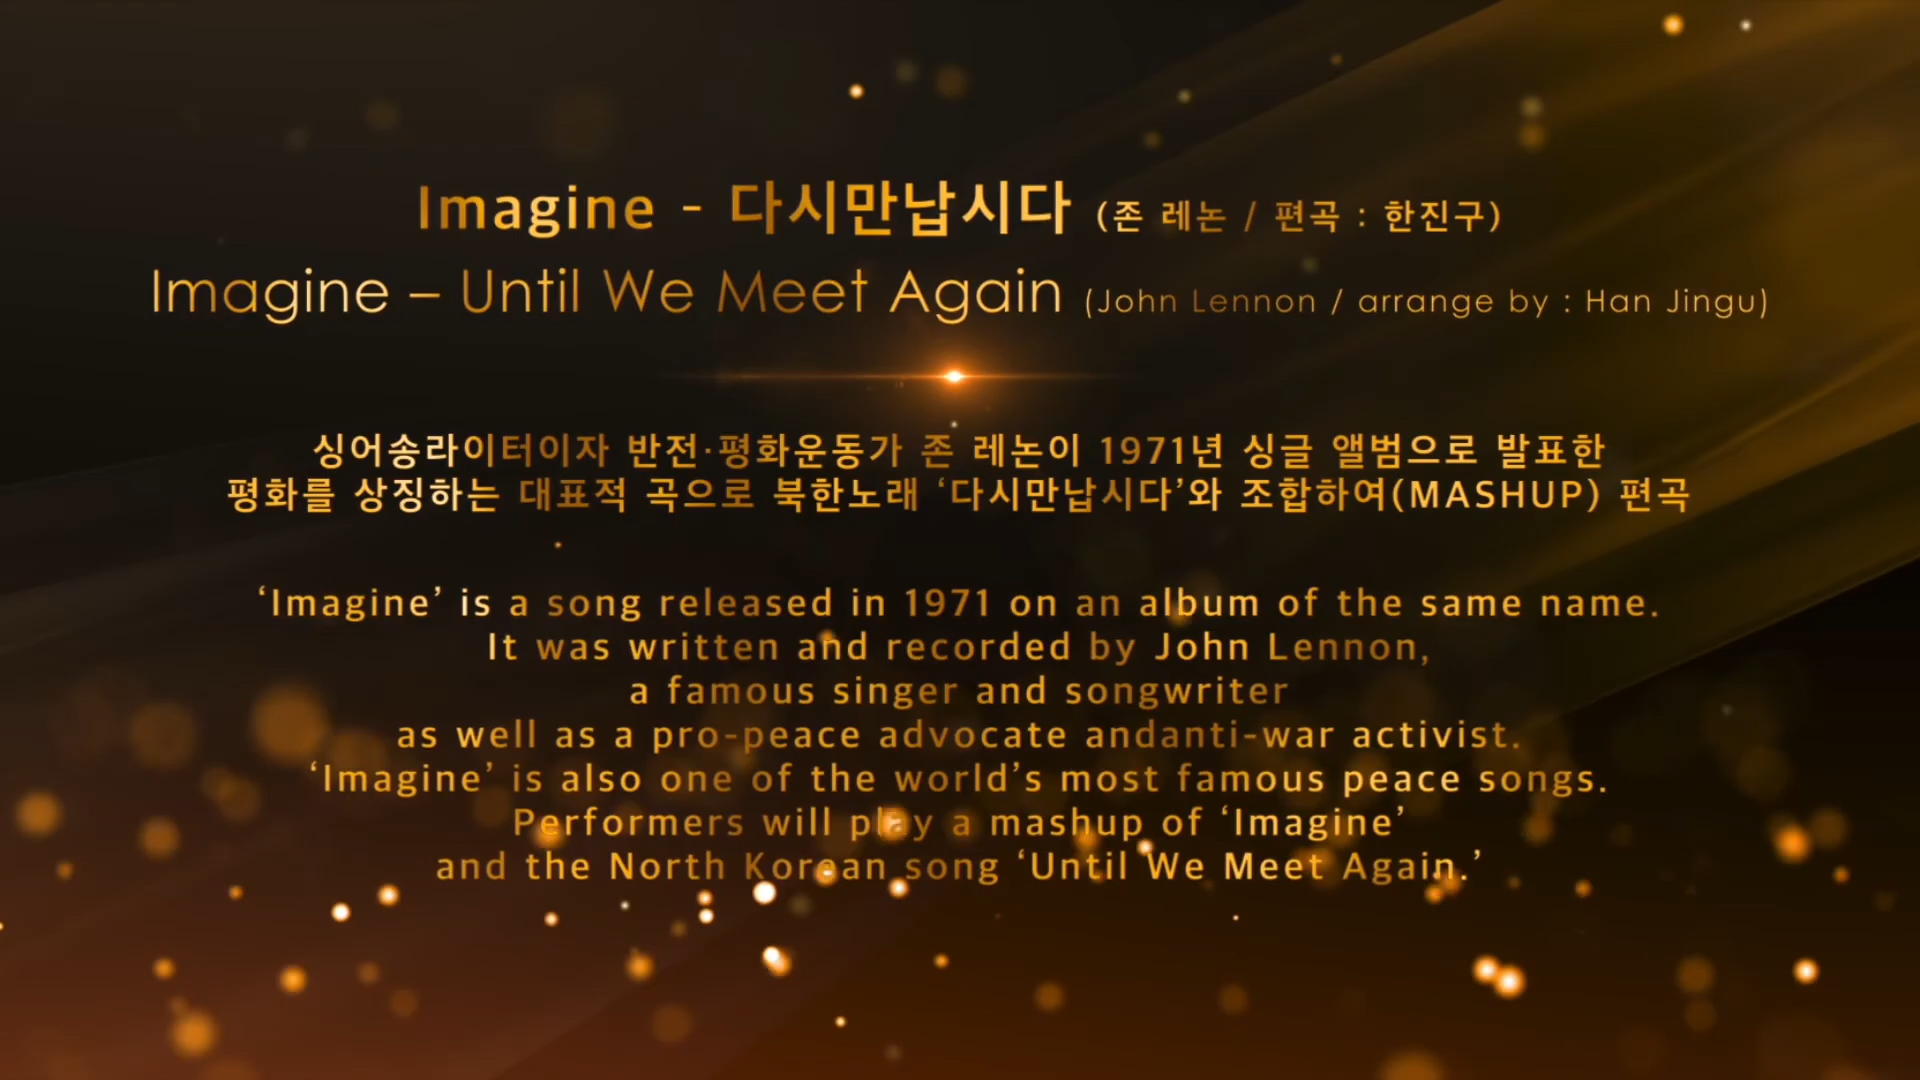 Imagine - 다시만납시다 (존 레논 / 편곡 : 한진구)
Imagine – Until We Meet Again (John Lennon / arrange by : Han Jingu)
싱어송라이터이자 반전·평화운동가 존 레논이 1971년 싱글 앨범으로 발표한
평화를 상징하는 대표적 곡으로 북한노래 ‘다시만납시다’와 조합하여(MASHUP) 편곡
‘Imagine’ is a song released in 1971 on an album of the same name.
It was written and recorded by John Lennon,
a famous singer and songwriter
as well as a pro-peace advocate andanti-war activist.
‘Imagine’ is also one of the world’s most famous peace songs.
Performers will play a mashup of ‘Imagine’
and the North Korean song ‘Until We Meet Again.’